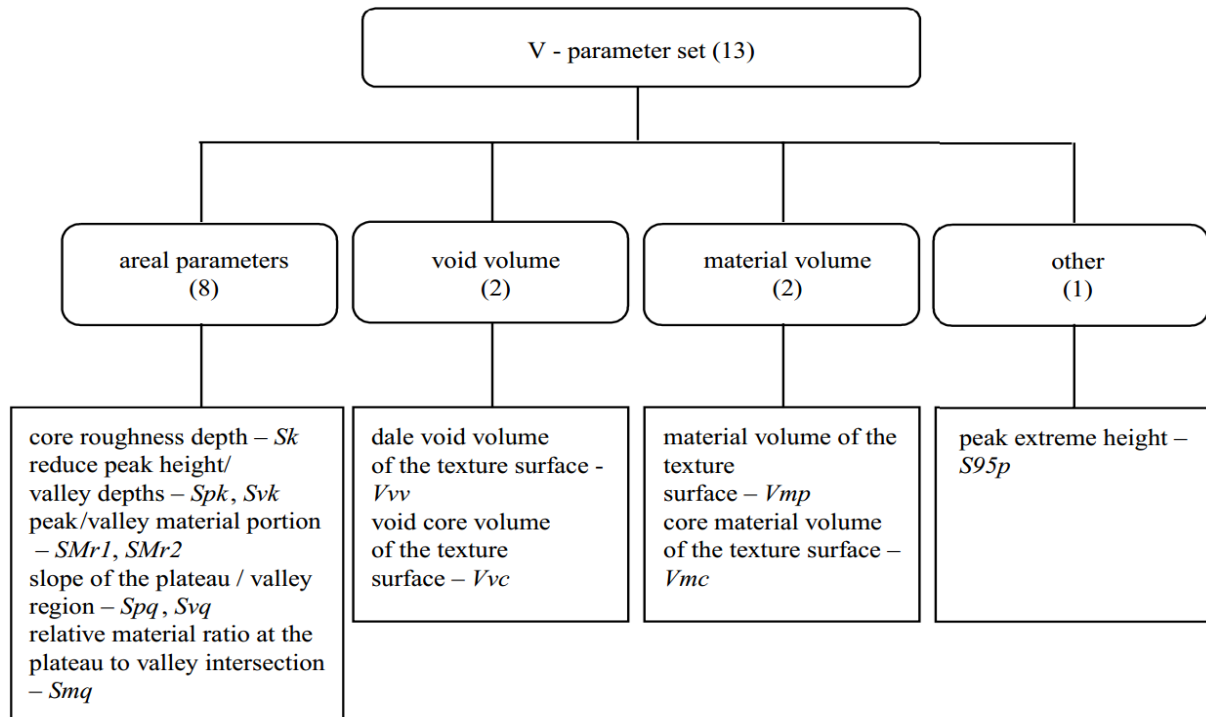 V - parameter set (13)
areal parameters
(8)
void volume
(2)
material volume
(2)
other
(1)
core roughness depth – Sk
reduce peak height/
valley depths – Spk, Svk
peak/valley material portion
– SMr1, SMr2
slope of the plateau / valley
region – Spq, Svq
relative material ratio at the
plateau to valley intersection
– Smq
dale void volume
of the texture surface -
Vvv
void core volume
of the texture
surface – Vvc
material volume of the
texture
surface – Vmp
core material volume
of the texture surface –
Vmc
peak extreme height –
S95p